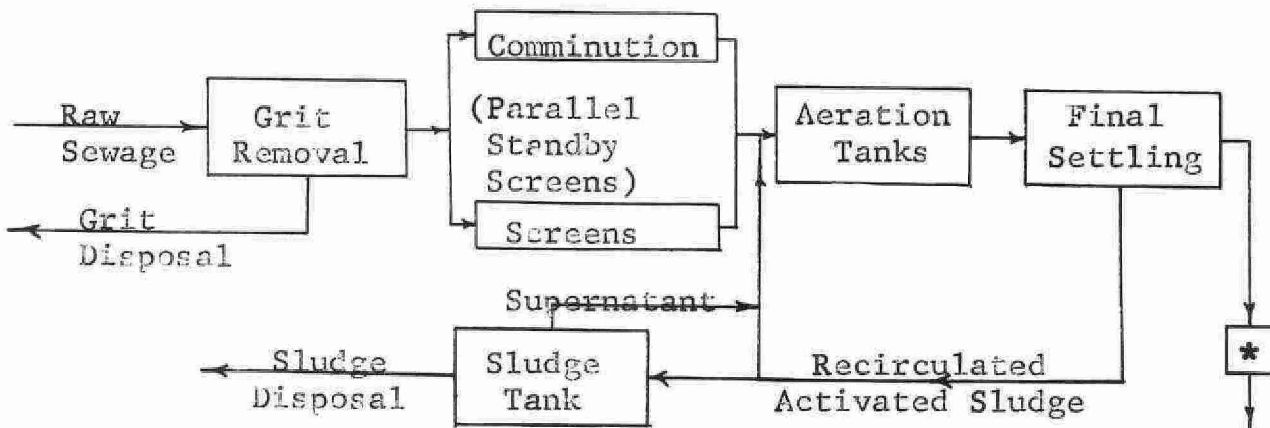 Comminution
Raw
Sewage
Grit
Removal
(Parallel
Standby
Screens)
Aeration
Tanks
Final
Settling
Grit
Disposal
Screens
Supernatant
Sludge
Disposal
Sludge
Tank
Recirculated
Activated Sludge
*